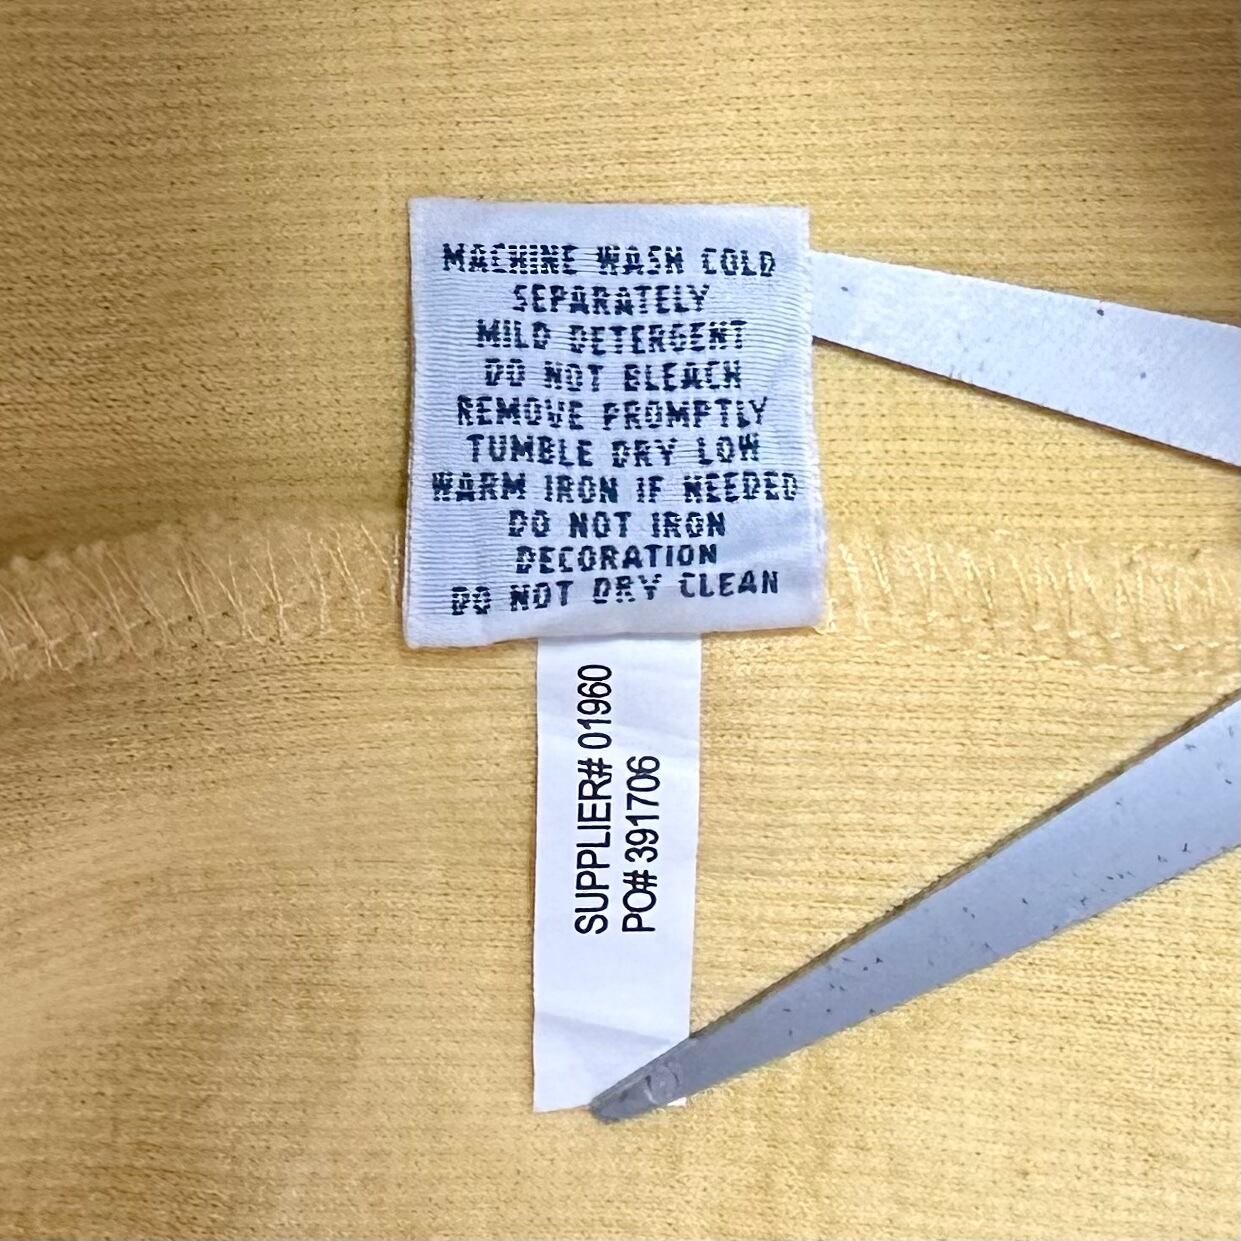 MACHINE WASH COLD
SEPARATELY
MILD DETERGENT
DO NOT BLEACH
REMOVE PROMPTLY
TUMBLE DRY LOW
WARM IRON IF NEEDED
DO NOT IRON
DECORATION
DO NOT DRY CLEAN
SUPPLIER# 01960
PO# 391706